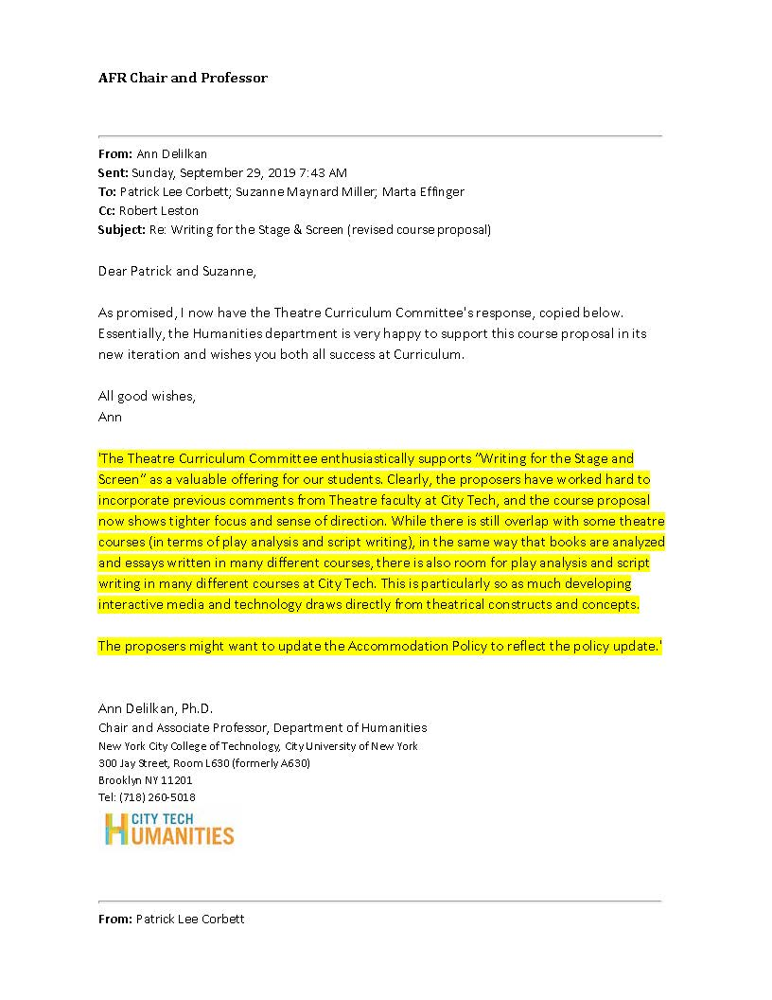 AFR Chair and Professor
From: Ann Delilkan
Sent: Sunday, September 29, 2019 7:43 AM
To: Patrick Lee Corbett; Suzanne Maynard Miller; Marta Effinger
Cc: Robert Leston
Subject: Re: Writing for the Stage & Screen (revised course proposal)
Dear Patrick and Suzanne,
As promised, I now have the Theatre Curriculum Committee's response, copied below.
Essentially, the Humanities department is very happy to support this course proposal in its
new iteration and wishes you both all success at Curriculum.
All good wishes,
Ann
'The Theatre Curriculum Committee enthusiastically supports “Writing for the Stage and
Screen” as a valuable offering for our students. Clearly, the proposers have worked hard to
incorporate previous comments from Theatre faculty at City Tech, and the course proposal
now shows tighter focus and sense of direction. While there is still overlap with some theatre
courses (in terms of play analysis and script writing), in the same way that books are analyzed
and essays written in many different courses, there is also room for play analysis and script
writing in many different courses at City Tech. This is particularly so as much developing
interactive media and technology draws directly from theatrical constructs and concepts.
The proposers might want to update the Accommodation Policy to reflect the policy update.'
Ann Delilkan, Ph.D.
Chair and Associate Professor, Department of Humanities
New York City College of Technology, City University of New York
300 Jay Street, Room L630 (formerly A630)
Brooklyn NY 11201
Tel: (718) 260-5018
CITY TECH
HUMANITIES
From: Patrick Lee Corbett